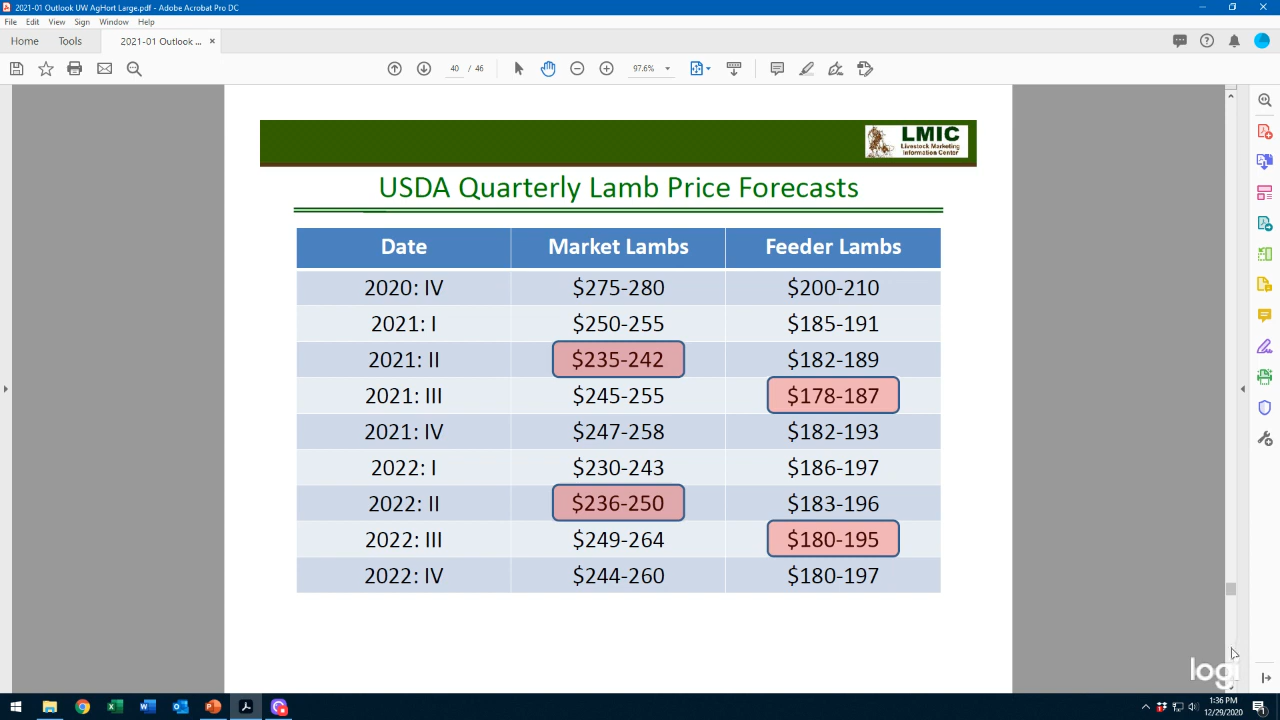 2021-01 Outlook UW AgHort Large.pdf - Adobe Acrobat Pro DC
File Edit View Sign Window Help
Home Tools 2021-01 Outlook ... ×
40 / 46 97.6%
LMIC
Livestock Marketing
Information Center
USDA Quarterly Lamb Price Forecasts
Date Market Lambs Feeder Lambs
2020: IV $275-280 $200-210
2021: I $250-255 $185-191
2021: II $235-242 $182-189
2021: III $245-255 $178-187
2021: IV $247-258 $182-193
2022: I $230-243 $186-197
2022: II $236-250 $183-196
2022: III $249-264 $180-195
2022: IV $244-260 $180-197
logi
1:36 PM
12/29/2020
1